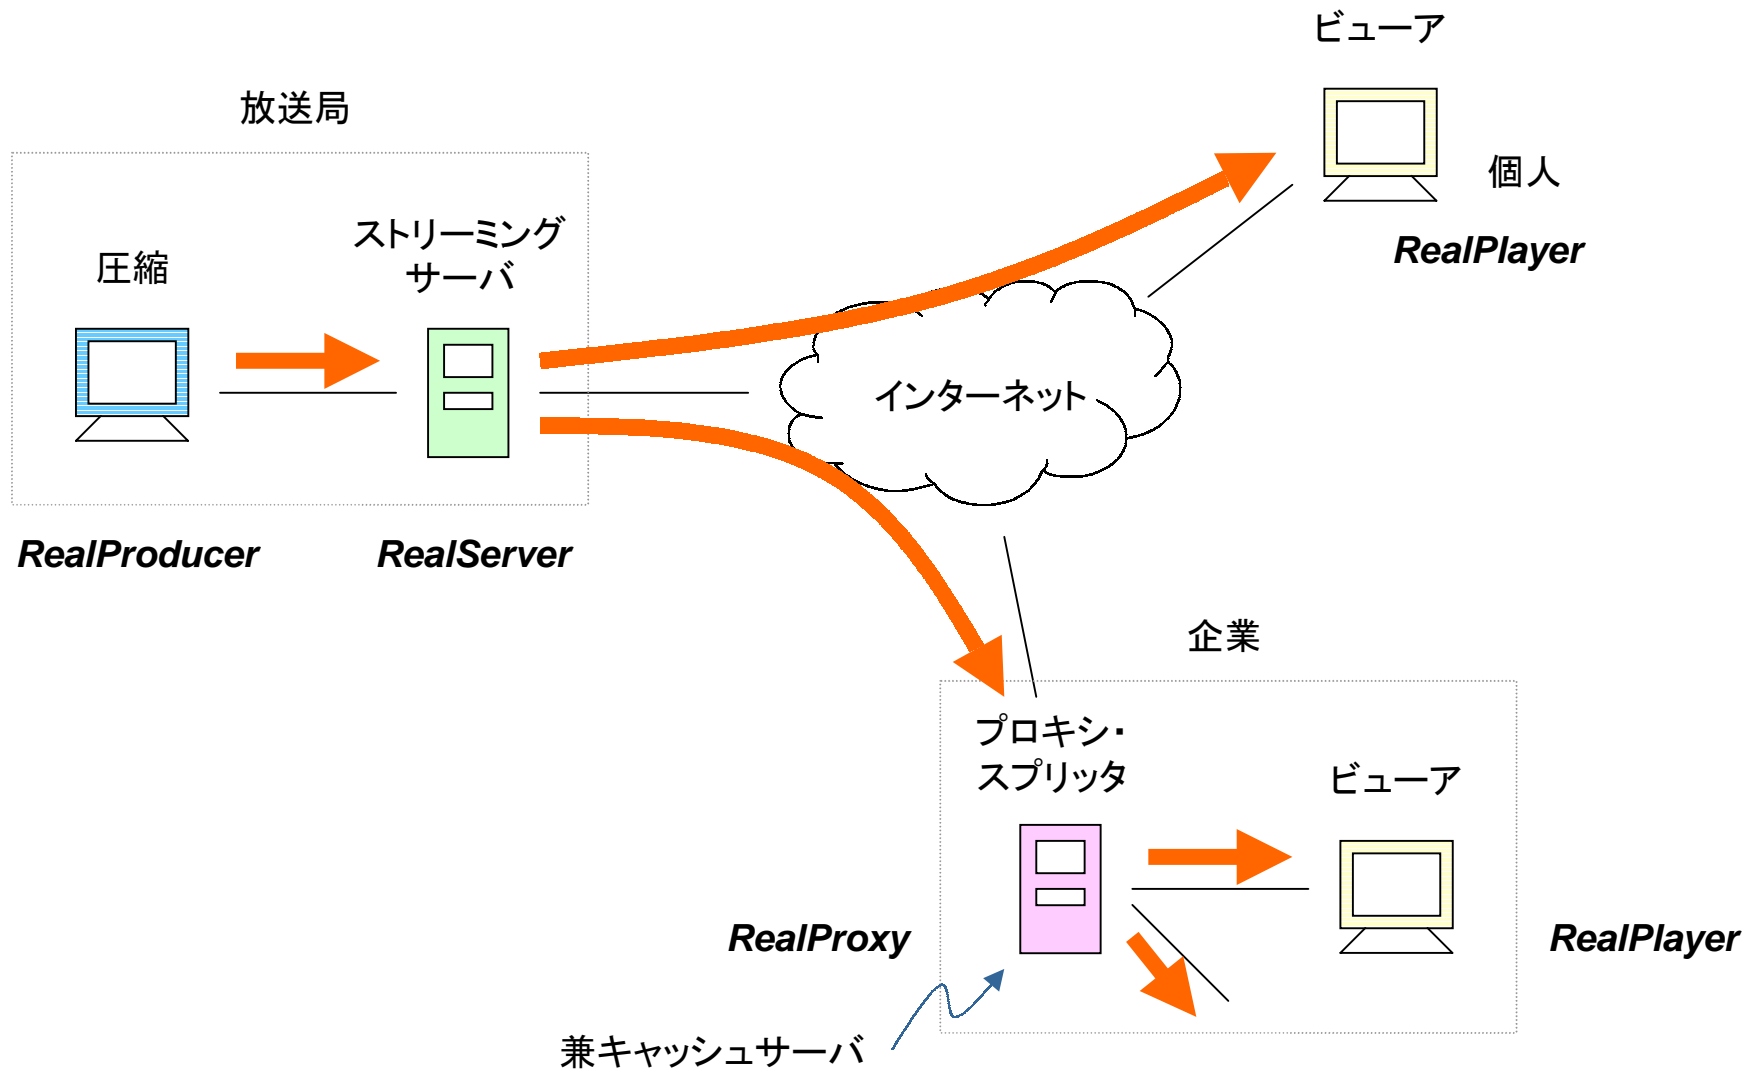 ビューア
放送局
個人
ストリーミング
サーバ
圧縮
RealPlayer
インターネット
RealProducer
RealServer
企業
プロキシ・
スプリッタ
ビューア
RealProxy
RealPlayer
兼キャッシュサーバ